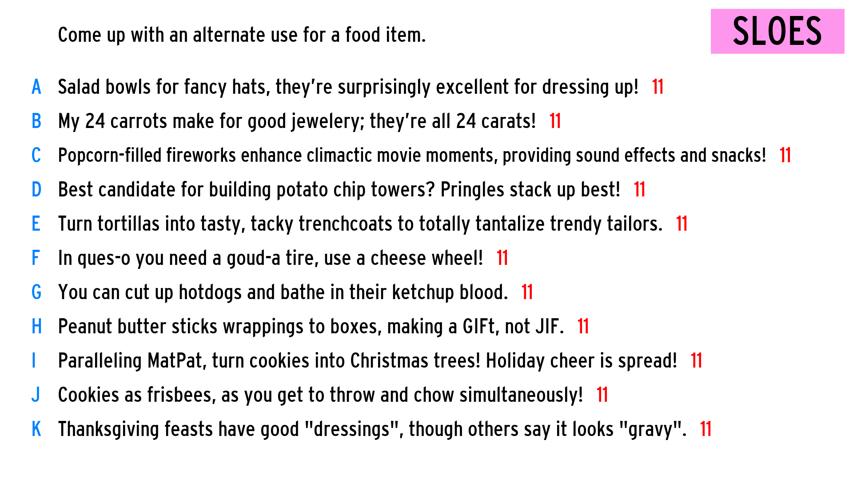 Come up with an alternate use for a food item.
SLOES
A Salad bowls for fancy hats, they're surprisingly excellent for dressing up! 11
B My 24 carrots make for good jewelery; they're all 24 carats! 11
C Popcorn-filled fireworks enhance climactic movie moments, providing sound effects and snacks! 11
D Best candidate for building potato chip towers? Pringles stack up best! 11
E Turn tortillas into tasty, tacky trenchcoats to totally tantalize trendy tailors. 11
F In ques-o you need a goud-a tire, use a cheese wheel! 11
G You can cut up hotdogs and bathe in their ketchup blood. 11
H Peanut butter sticks wrappings to boxes, making a GIFt, not JIF. 11
I Paralleling MatPat, turn cookies into Christmas trees! Holiday cheer is spread! 11
J Cookies as frisbees, as you get to throw and chow simultaneously! 11
K Thanksgiving feasts have good "dressings", though others say it looks "gravy". 11